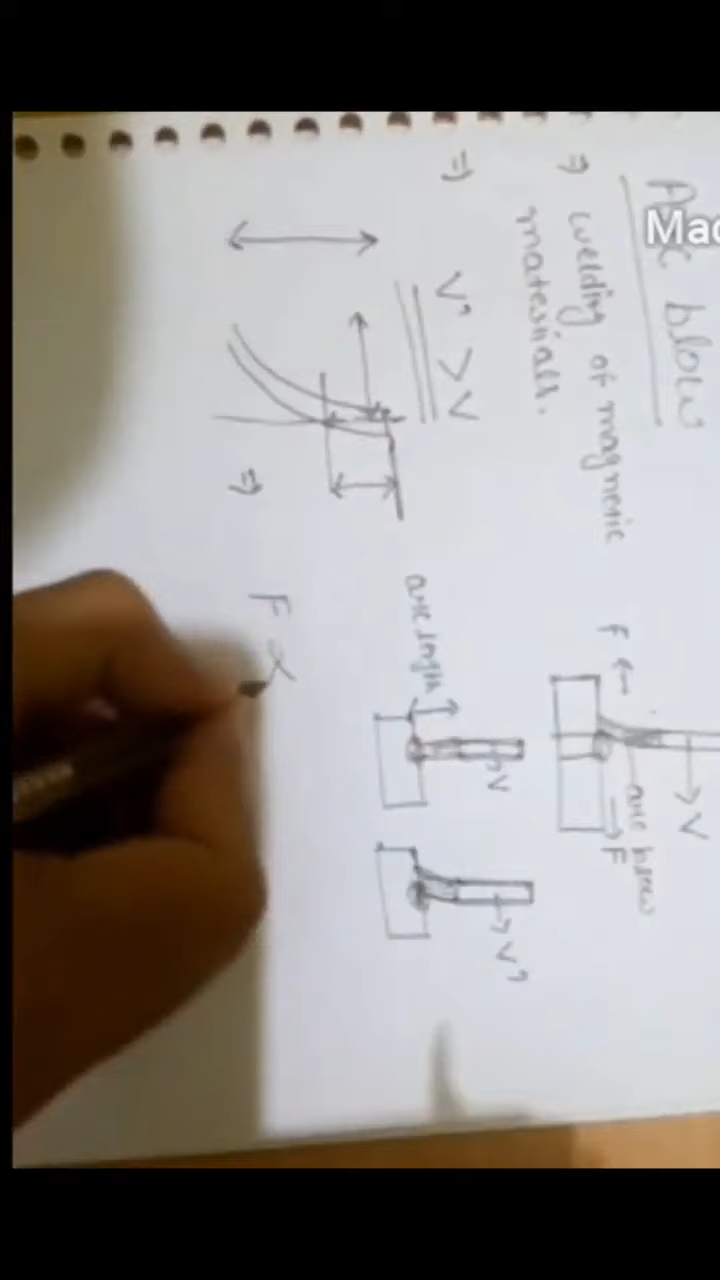 Arc blow
Mac
⇒ welding of magnetic
materials.
F ←
→ V
arc blow
→ F
⇒ V' > V
arc length
→ V
→ V'
⇒ F ∝